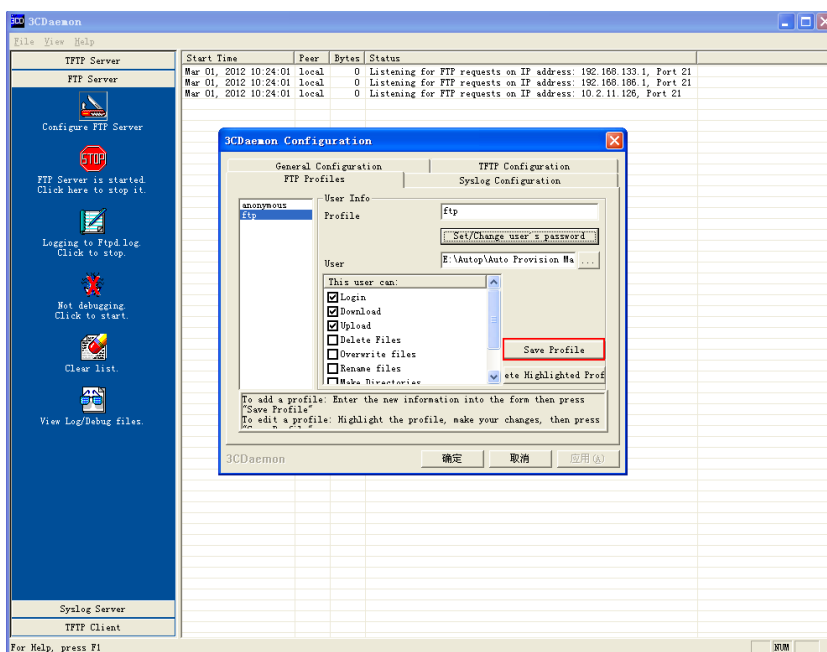 3CD 3CDaemon
File View Help
TFTP Server
FTP Server
Configure FTP Server
STOP
FTP Server is started.
Click here to stop it.
Logging to Ftpd.log.
Click to stop.
Not debugging.
Click to start.
Clear list.
View Log/Debug files.
Syslog Server
TFTP Client
Start Time Peer Bytes Status
Mar 01, 2012 10:24:01 local 0 Listening for FTP requests on IP address: 192.168.133.1, Port 21
Mar 01, 2012 10:24:01 local 0 Listening for FTP requests on IP address: 192.168.186.1, Port 21
Mar 01, 2012 10:24:01 local 0 Listening for FTP requests on IP address: 10.2.11.126, Port 21
3CDaemon Configuration
General Configuration TFTP Configuration
FTP Profiles Syslog Configuration
anonymous
ftp
User Info
Profile ftp
Set/Change user's password
User E:\Autop\Auto Provision Ma ...
This user can:
Login
Download
Upload
Delete Files
Overwrite files
Rename files
Make Directories
Save Profile
ete Highlighted Prof
To add a profile: Enter the new information into the form then press
"Save Profile"
To edit a profile: Highlight the profile, make your changes, then press
3CDaemon
确定 取消 应用(A)
For Help, press F1
NUM